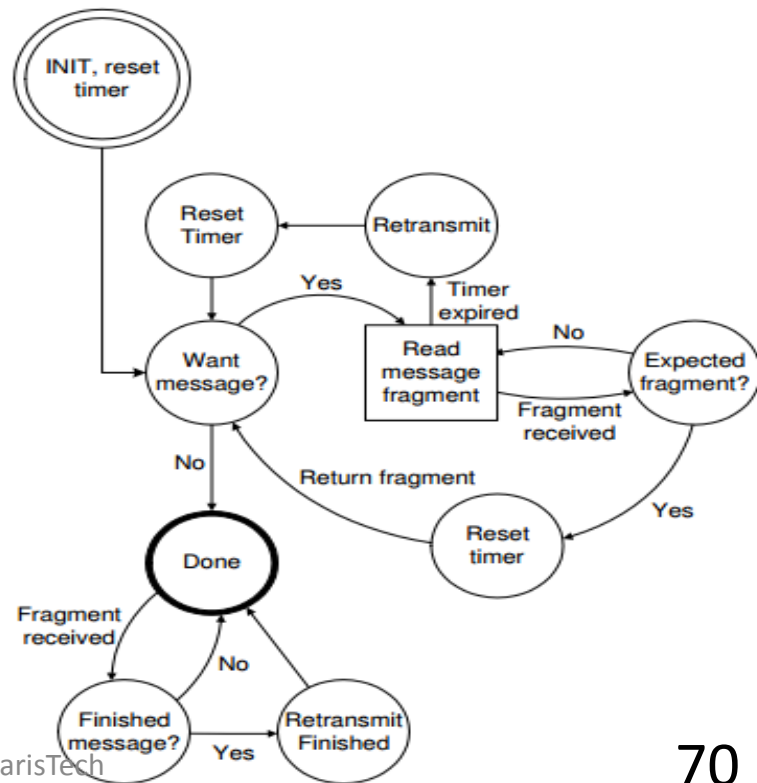 INIT, reset
timer
Reset
Timer
Retransmit
Yes
Timer
expired
Want
message?
Read
message
fragment
No
Expected
fragment?
Fragment
received
No
Return fragment
Yes
Reset
timer
Done
Fragment
received
No
Finished
message?
Yes
Retransmit
Finished
arisTech
70